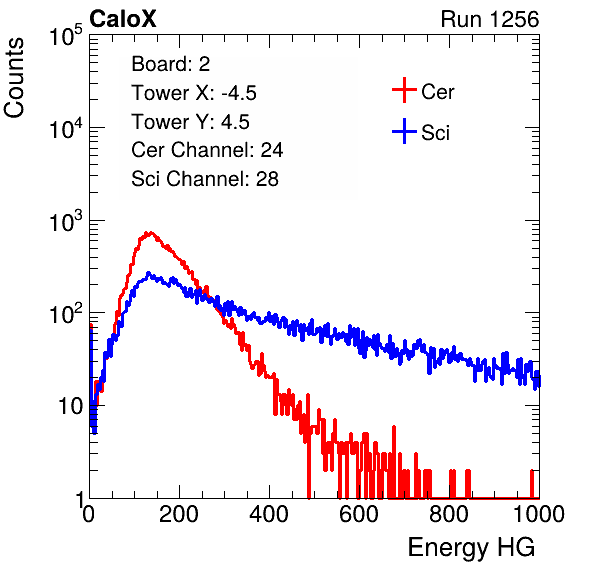 CaloX Run 1256
Counts
10^5
10^4
10^3
10^2
10
1
Board: 2
Tower X: -4.5
Tower Y: 4.5
Cer Channel: 24
Sci Channel: 28
Cer
Sci
0 200 400 600 800 1000
Energy HG